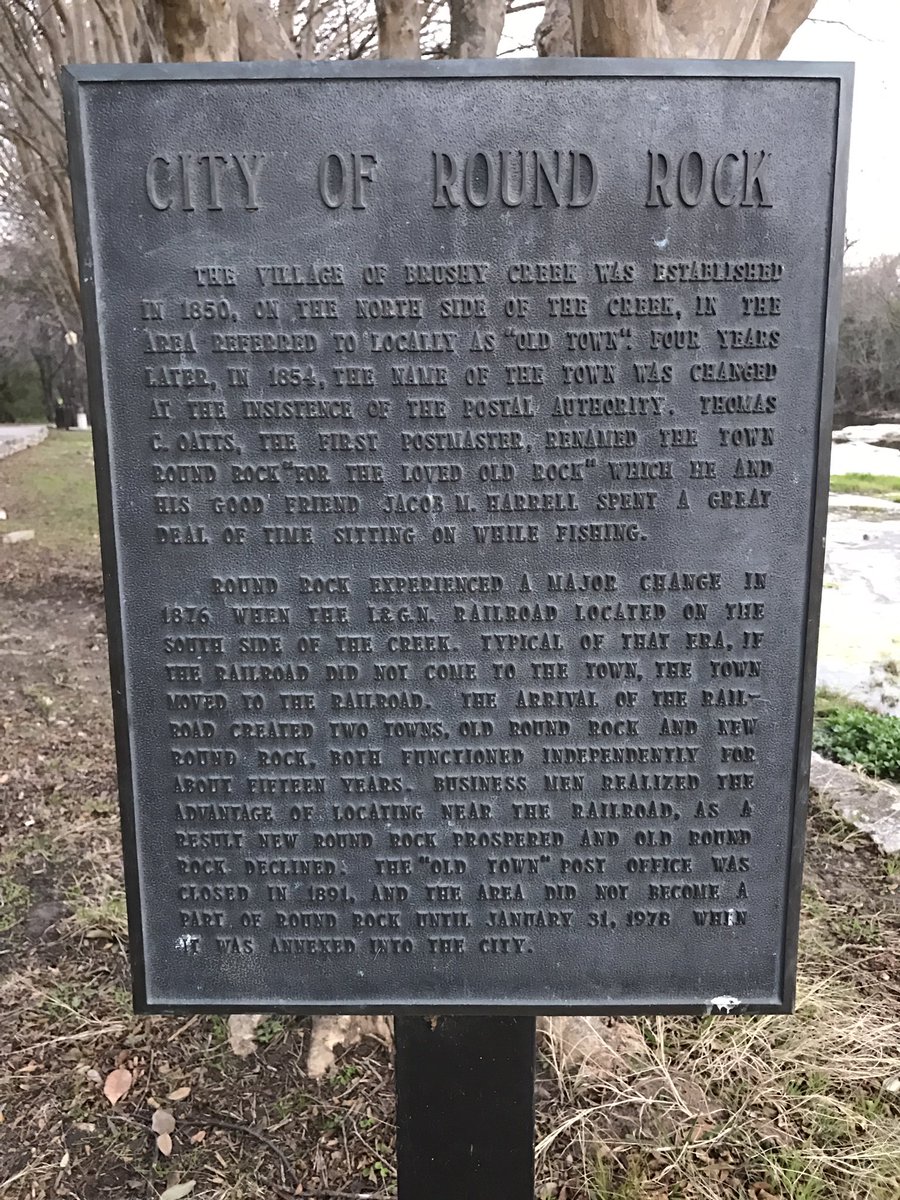 CITY OF ROUND ROCK
THE VILLAGE OF BRUSHY CREEK WAS ESTABLISHED
IN 1850, ON THE NORTH SIDE OF THE CREEK, IN THE
AREA REFERRED TO LOCALLY AS "OLD TOWN". FOUR YEARS
LATER, IN 1854, THE NAME OF THE TOWN WAS CHANGED
AT THE INSISTENCE OF THE POSTAL AUTHORITY. THOMAS
C. OATTS, THE FIRST POSTMASTER, RENAMED THE TOWN
ROUND ROCK "FOR THE LOVED OLD ROCK" WHICH HE AND
HIS GOOD FRIEND JACOB M. HARRELL SPENT A GREAT
DEAL OF TIME SITTING ON WHILE FISHING.
ROUND ROCK EXPERIENCED A MAJOR CHANGE IN
1876 WHEN THE I.&G.N. RAILROAD LOCATED ON THE
SOUTH SIDE OF THE CREEK. TYPICAL OF THAT ERA, IF
THE RAILROAD DID NOT COME TO THE TOWN, THE TOWN
MOVED TO THE RAILROAD. THE ARRIVAL OF THE RAIL-
ROAD CREATED TWO TOWNS, OLD ROUND ROCK AND NEW
ROUND ROCK, BOTH FUNCTIONED INDEPENDENTLY FOR
ABOUT FIFTEEN YEARS. BUSINESS MEN REALIZED THE
ADVANTAGE OF LOCATING NEAR THE RAILROAD, AS A
RESULT NEW ROUND ROCK PROSPERED AND OLD ROUND
ROCK DECLINED. THE "OLD TOWN" POST OFFICE WAS
CLOSED IN 1891, AND THE AREA DID NOT BECOME A
PART OF ROUND ROCK UNTIL JANUARY 31, 1978 WHEN
IT WAS ANNEXED INTO THE CITY.